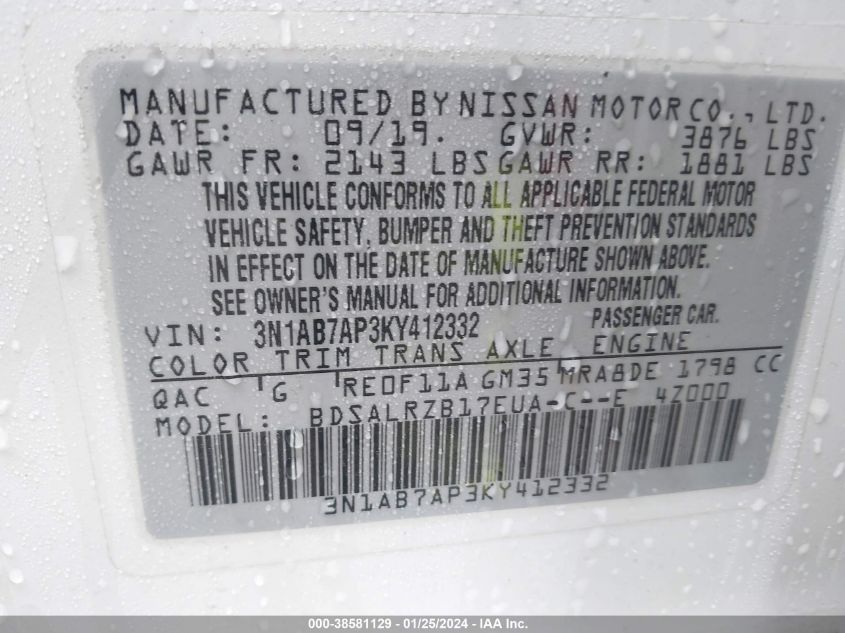 MANUFACTURED BY NISSAN MOTOR CO., LTD.
DATE: 09/19. GVWR: 3876 LBS
GAWR FR: 2143 LBS GAWR RR: 1881 LBS
THIS VEHICLE CONFORMS TO ALL APPLICABLE FEDERAL MOTOR
VEHICLE SAFETY, BUMPER AND THEFT PREVENTION STANDARDS
IN EFFECT ON THE DATE OF MANUFACTURE SHOWN ABOVE.
SEE OWNER'S MANUAL FOR ADDITIONAL INFORMATION.
VIN: 3N1AB7AP3KY412332 PASSENGER CAR.
COLOR TRIM TRANS AXLE ENGINE
QAC G RE0F11A GM35 MRA8DE 1798 CC
MODEL: BDSALRZB17EUA-C--E 4Z000
3N1AB7AP3KY412332
000-38581129 - 01/25/2024 - IAA Inc.